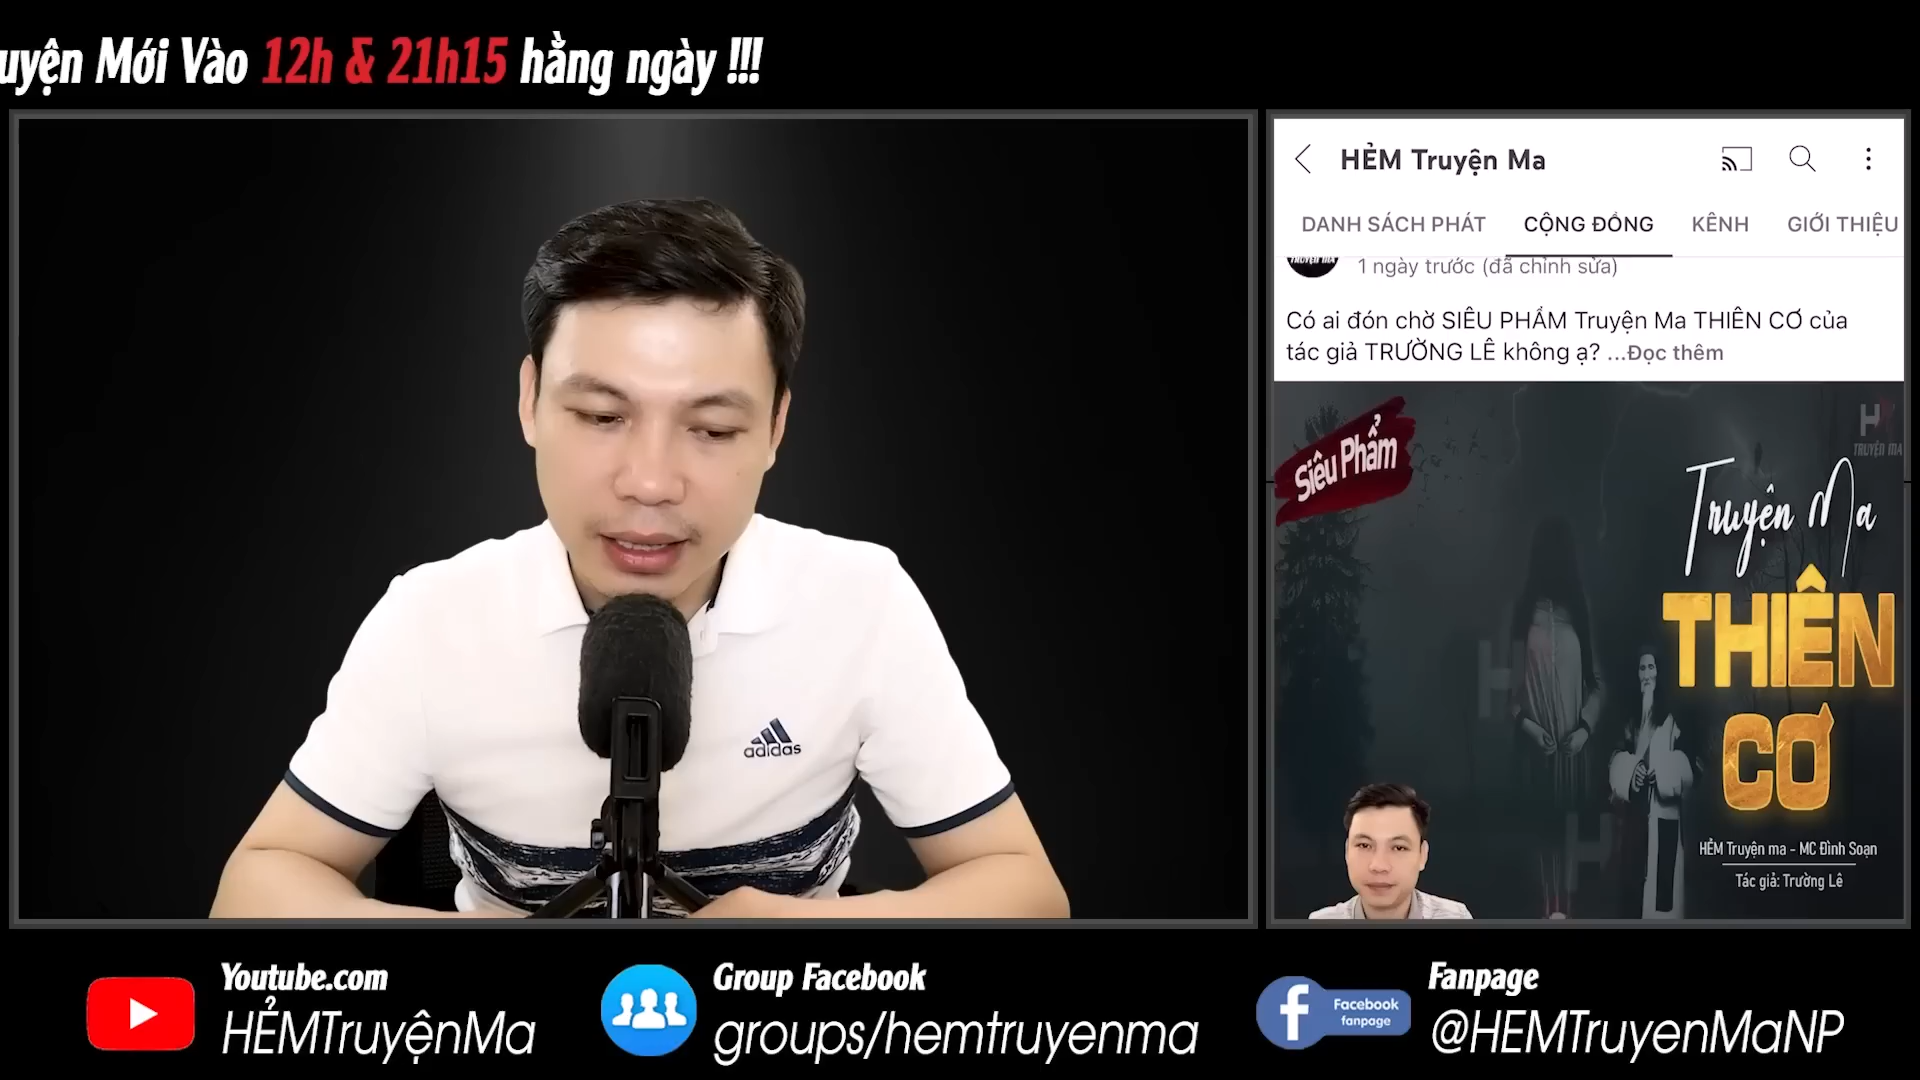 uyện Mới Vào 12h & 21h15 hằng ngày !!!
HẺM Truyện Ma
DANH SÁCH PHÁT CỘNG ĐỒNG KÊNH GIỚI THIỆU
1 ngày trước (đã chỉnh sửa)
Có ai đón chờ SIÊU PHẨM Truyện Ma THIÊN CƠ của
tác giả TRƯỜNG LÊ không ạ? ...Đọc thêm
Siêu Phẩm
TRUYỆN MA
Truyện Ma
THIÊN
CƠ
HẺM Truyện ma - MC Đình Soạn
Tác giả: Trường Lê
adidas
Youtube.com
HẺMTruyệnMa
Group Facebook
groups/hemtruyenma
Facebook
fanpage
Fanpage
@HEMTruyenMaNP